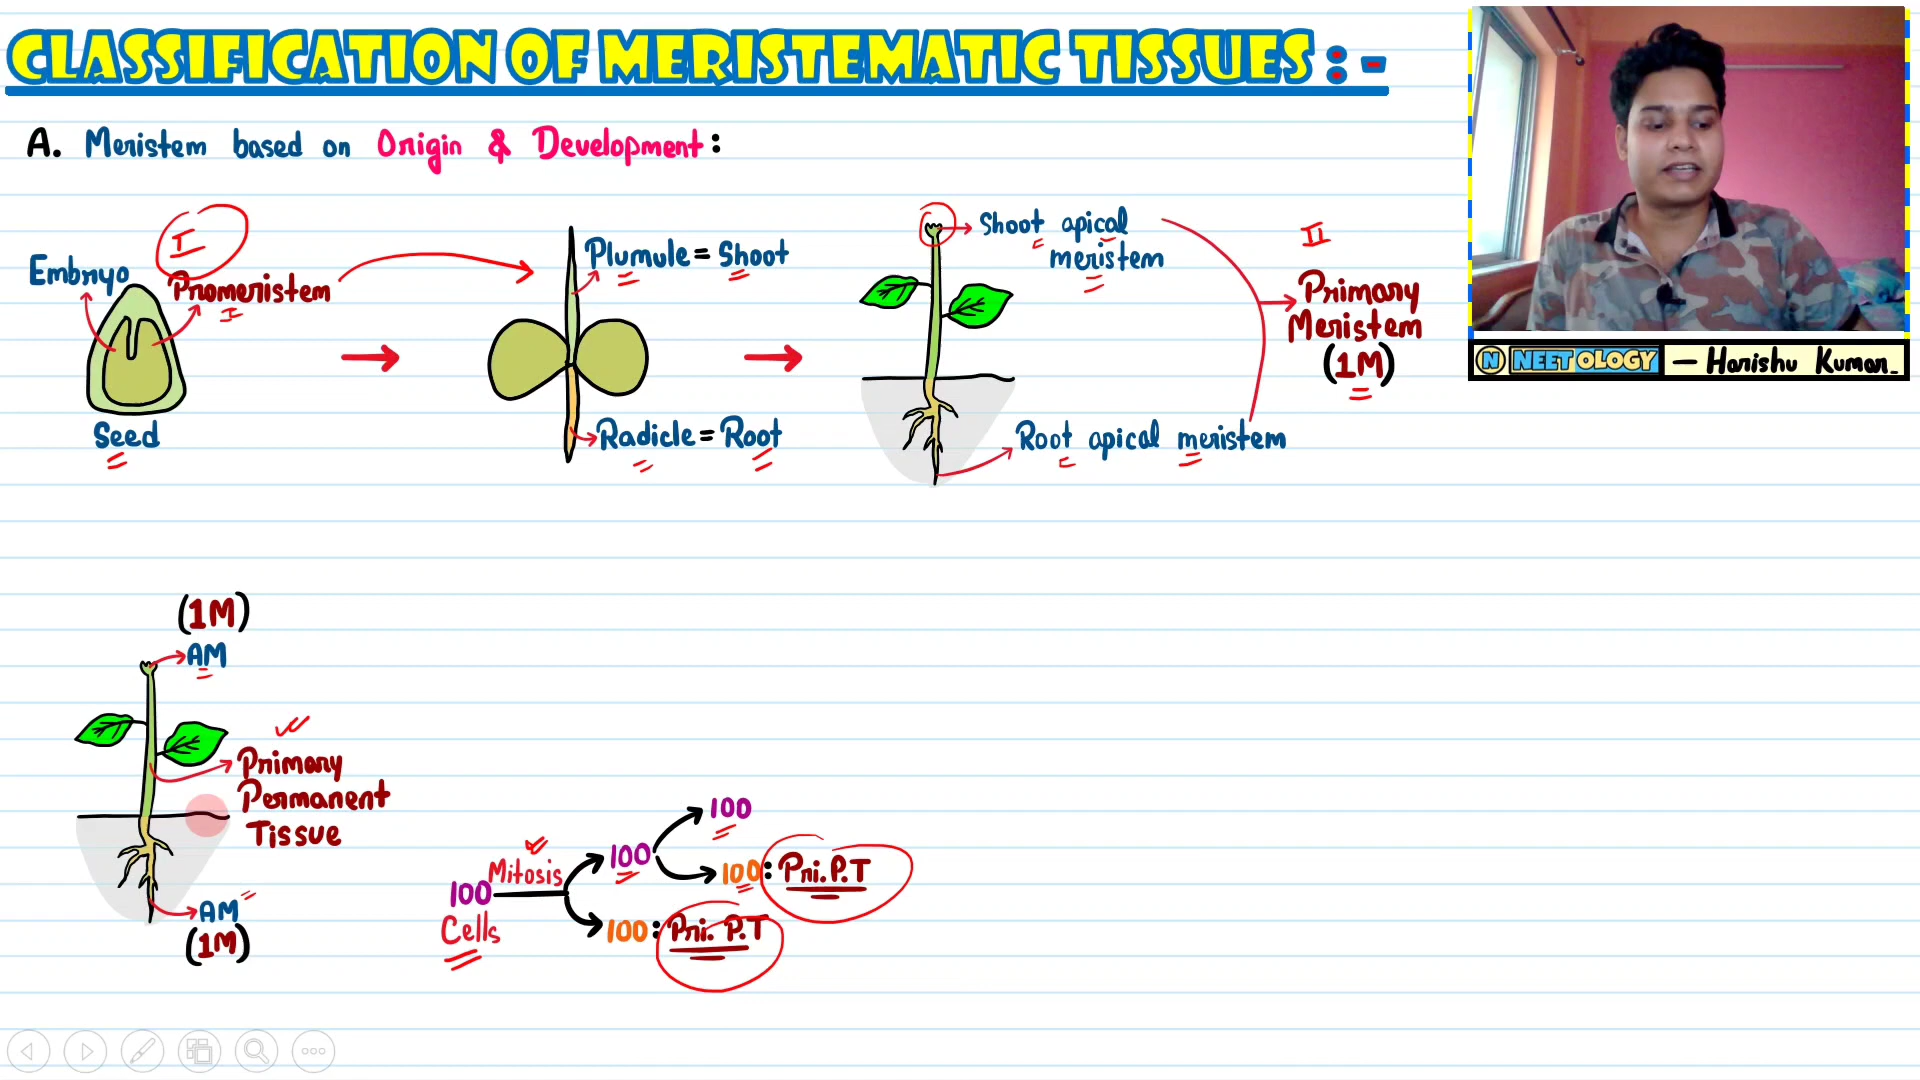 CLASSIFICATION OF MERISTEMATIC TISSUES : -
A. Meristem based on Origin & Development :
I
Embryo
Promeristem
I
Seed
Plumule = Shoot
Radicle = Root
Shoot apical
meristem
Root apical meristem
II
Primary
Meristem
(1M)
N NEETOLOGY – Harishu Kumar
(1M)
AM
Primary
Permanent
Tissue
AM
(1M)
100
Cells
Mitosis
100
100 : Pri. P.T
100
100 : Pri. P.T